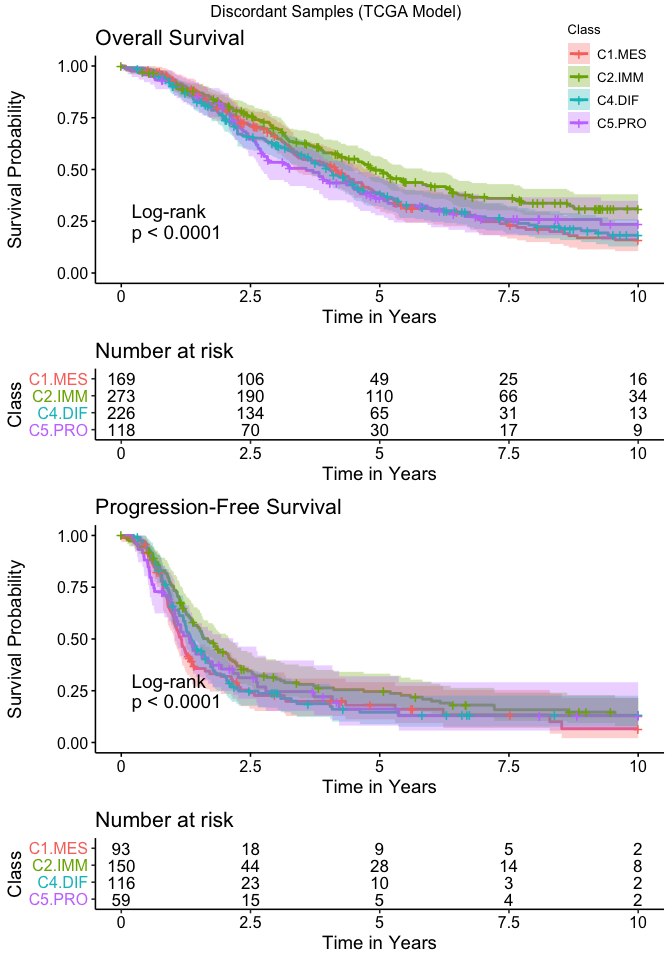 Discordant Samples (TCGA Model)
Overall Survival
Class
C1.MES
C2.IMM
C4.DIF
C5.PRO
Survival Probability
1.00
0.75
0.50
0.25
0.00
Log-rank
p < 0.0001
0 2.5 5 7.5 10
Time in Years
Number at risk
Class
C1.MES 169 106 49 25 16
C2.IMM 273 190 110 66 34
C4.DIF 226 134 65 31 13
C5.PRO 118 70 30 17 9
0 2.5 5 7.5 10
Time in Years
Progression-Free Survival
Survival Probability
1.00
0.75
0.50
0.25
0.00
Log-rank
p < 0.0001
0 2.5 5 7.5 10
Time in Years
Number at risk
Class
C1.MES 93 18 9 5 2
C2.IMM 150 44 28 14 8
C4.DIF 116 23 10 3 2
C5.PRO 59 15 5 4 2
0 2.5 5 7.5 10
Time in Years